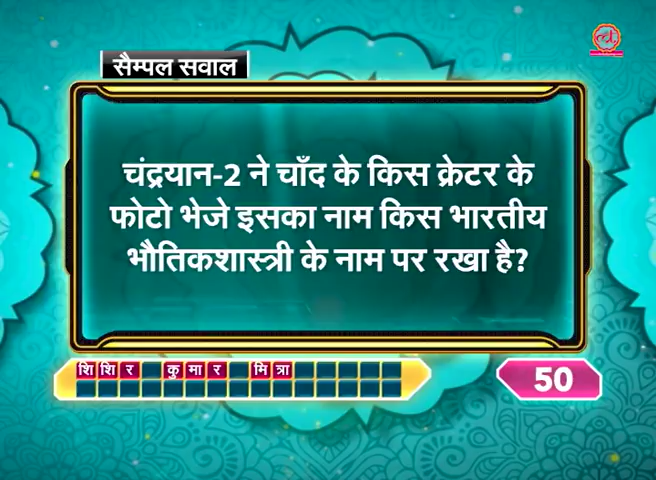 सैम्पल सवाल
चंद्रयान-2 ने चाँद के किस क्रेटर के
फोटो भेजे इसका नाम किस भारतीय
भौतिकशास्त्री के नाम पर रखा है?
शि शि र कु मा र मि त्रा
50